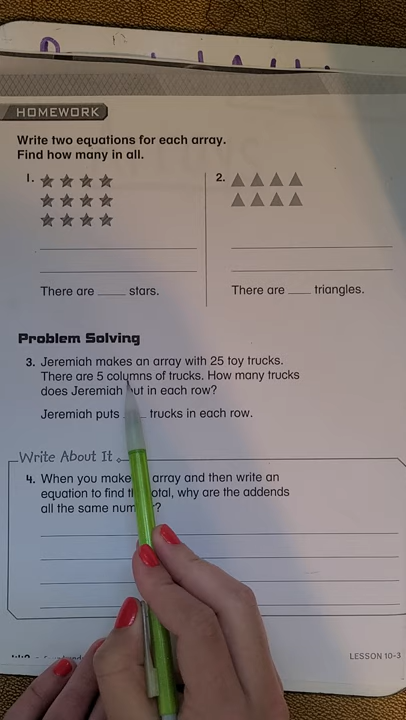 HOMEWORK
Write two equations for each array.
Find how many in all.
1.
2.
There are ____ stars.
There are ____ triangles.
Problem Solving
3. Jeremiah makes an array with 25 toy trucks.
There are 5 columns of trucks. How many trucks
does Jeremiah put in each row?
Jeremiah puts ____ trucks in each row.
Write About It
4. When you make array and then write an
equation to find total, why are the addends
all the same number?
LESSON 10-3